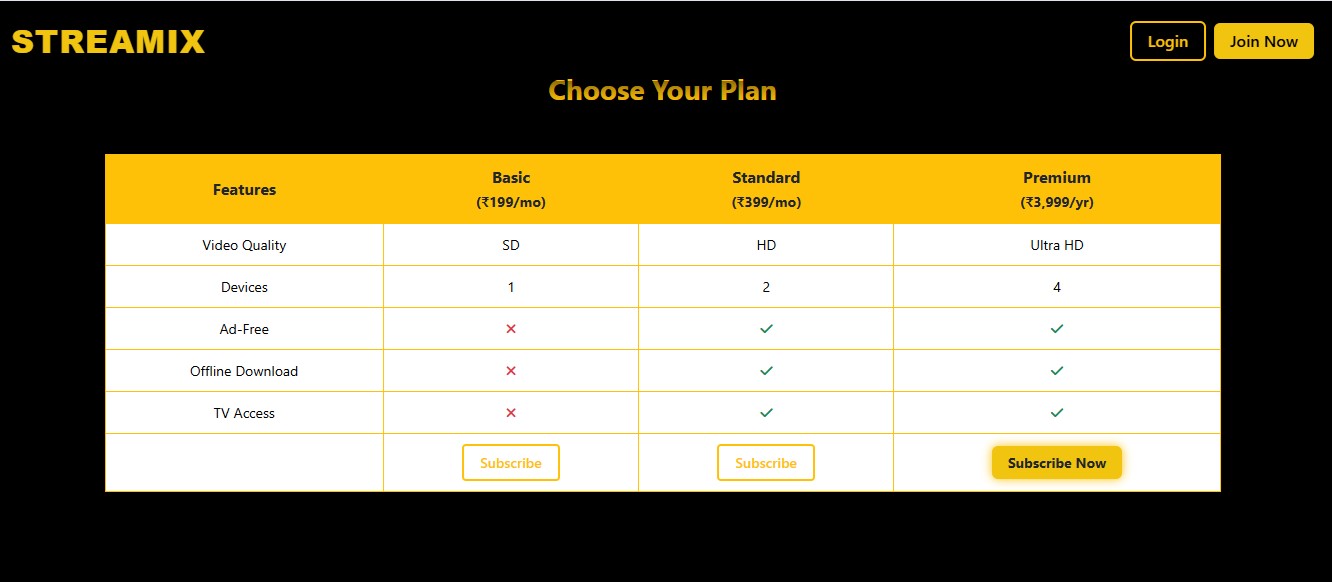 STREAMIX
Login
Join Now
Choose Your Plan
Features
Basic
(₹199/mo)
Standard
(₹399/mo)
Premium
(₹3,999/yr)
Video Quality SD HD Ultra HD
Devices 1 2 4
Ad-Free ✕ ✓ ✓
Offline Download ✕ ✓ ✓
TV Access ✕ ✓ ✓
Subscribe Subscribe Subscribe Now